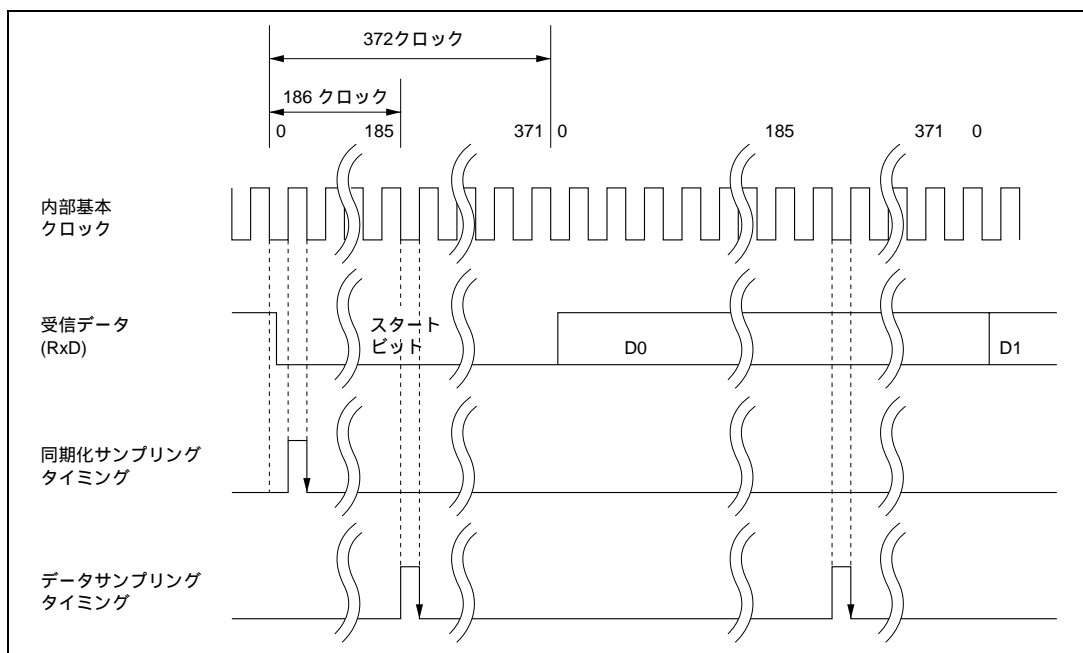 372クロック
186 クロック
0 185 371 0 185 371 0
内部基本
クロック
受信データ
(RxD)
スタート
ビット
D0
D1
同期化サンプリング
タイミング
データサンプリング
タイミング